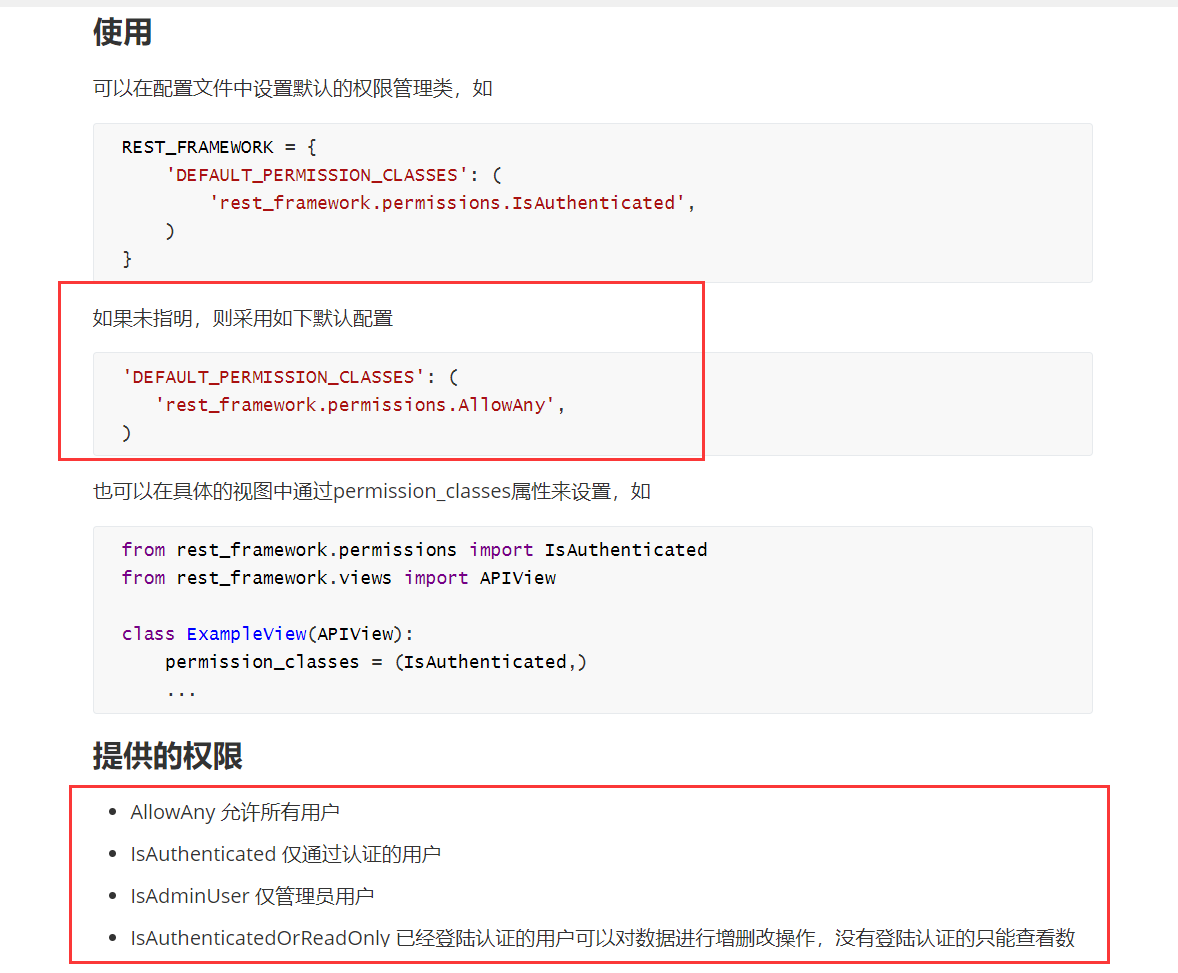 使用
可以在配置文件中设置默认的权限管理类，如
REST_FRAMEWORK = {
    'DEFAULT_PERMISSION_CLASSES': (
        'rest_framework.permissions.IsAuthenticated',
    )
}
如果未指明，则采用如下默认配置
'DEFAULT_PERMISSION_CLASSES': (
   'rest_framework.permissions.AllowAny',
)
也可以在具体的视图中通过permission_classes属性来设置，如
from rest_framework.permissions import IsAuthenticated
from rest_framework.views import APIView
class ExampleView(APIView):
    permission_classes = (IsAuthenticated,)
    ...
提供的权限
• AllowAny 允许所有用户
• IsAuthenticated 仅通过认证的用户
• IsAdminUser 仅管理员用户
• IsAuthenticatedOrReadOnly 已经登陆认证的用户可以对数据进行增删改操作，没有登陆认证的只能查看数